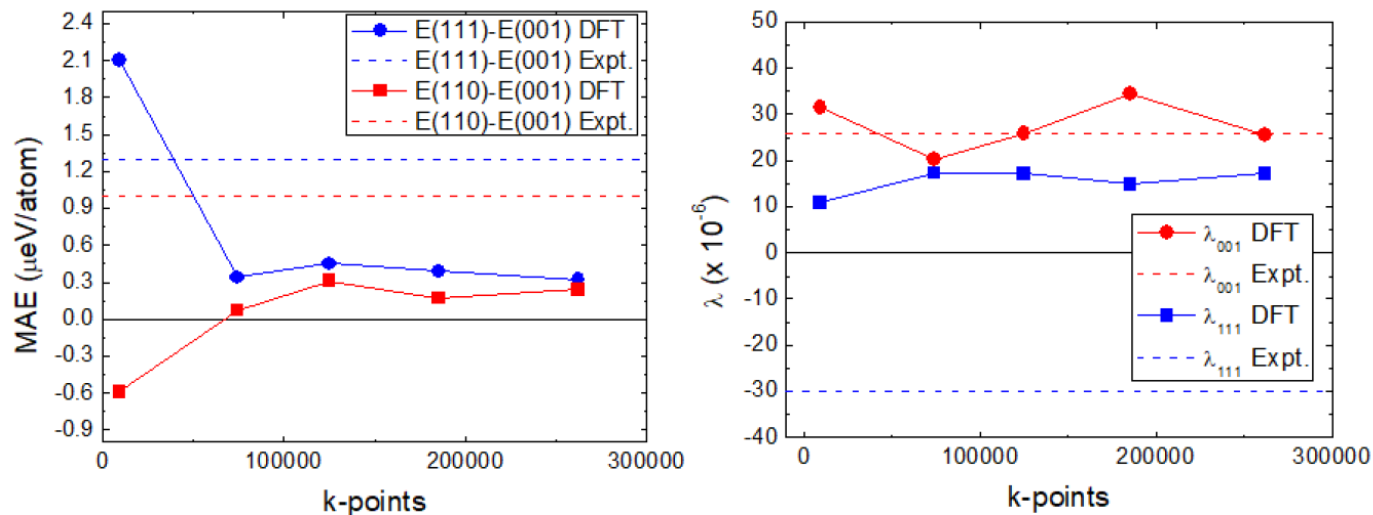 2.4
2.1
1.8
1.5
1.2
0.9
0.6
0.3
0.0
-0.3
-0.6
-0.9
MAE (μeV/atom)
E(111)-E(001) DFT
E(111)-E(001) Expt.
E(110)-E(001) DFT
E(110)-E(001) Expt.
0 100000 200000 300000
k-points
50
40
30
20
10
0
-10
-20
-30
-40
λ (x 10⁻⁶)
λ₀₀₁ DFT
λ₀₀₁ Expt.
λ₁₁₁ DFT
λ₁₁₁ Expt.
0 100000 200000 300000
k-points